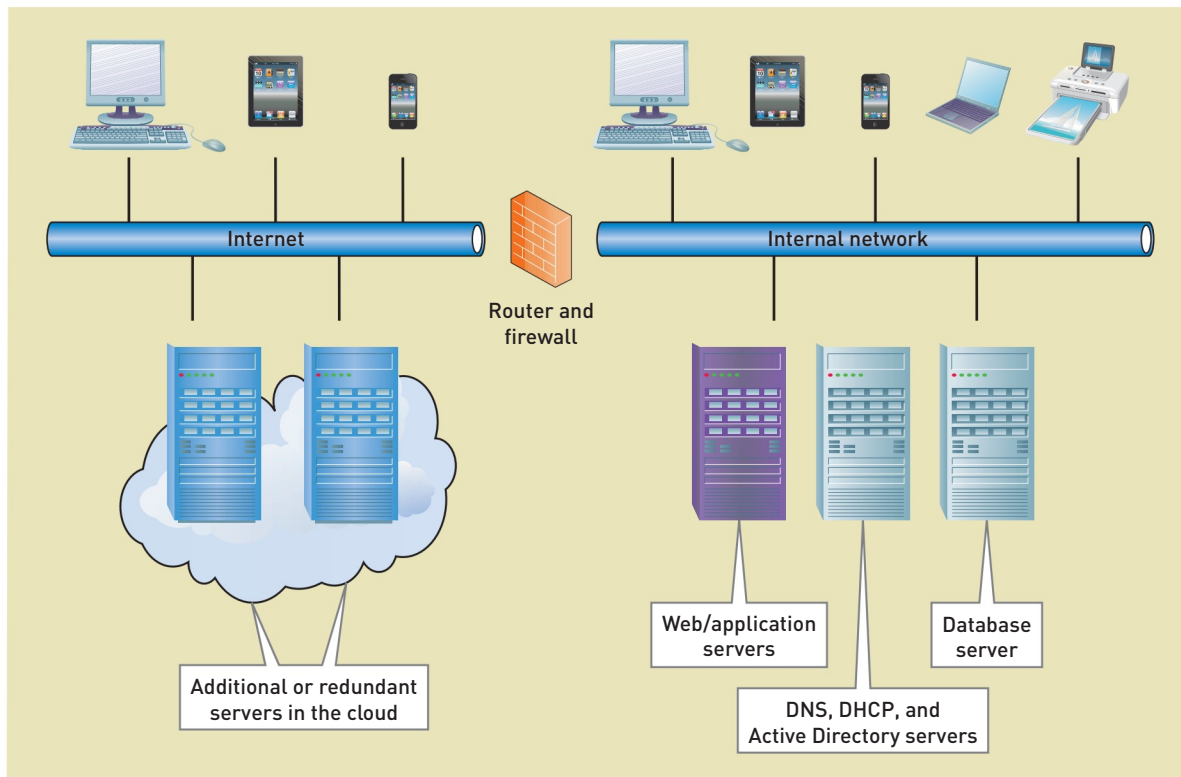 Internet
Internal network
Router and
firewall
Web/application
servers
Database
server
Additional or redundant
servers in the cloud
DNS, DHCP, and
Active Directory servers